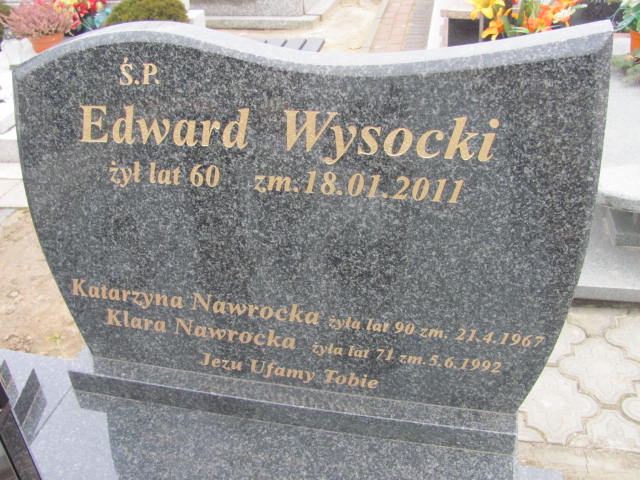 Ś.P.
Edward Wysocki
żył lat 60 zm.18.01.2011
Katarzyna Nawrocka żyła lat 90 zm. 21.4.1967
Klara Nawrocka żyła lat 71 zm.5.6.1992
Jezu Ufamy Tobie